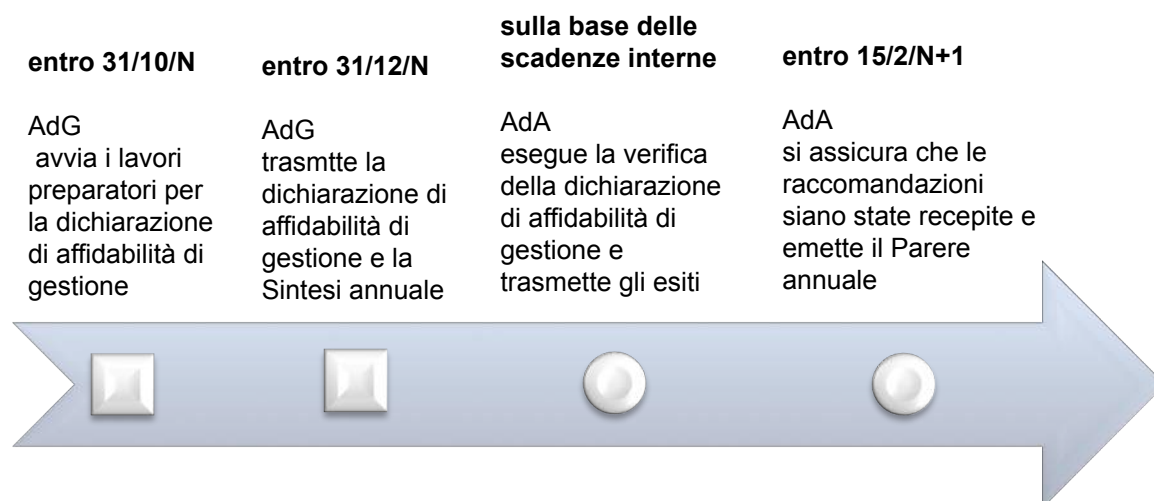 entro 31/10/N
AdG
avvia i lavori
preparatori per
la dichiarazione
di affidabilità di
gestione
entro 31/12/N
AdG
trasmtte la
dichiarazione di
affidabilità di
gestione e la
Sintesi annuale
sulla base delle
scadenze interne
AdA
esegue la verifica
della dichiarazione
di affidabilità di
gestione e
trasmette gli esiti
entro 15/2/N+1
AdA
si assicura che le
raccomandazioni
siano state recepite e
emette il Parere
annuale